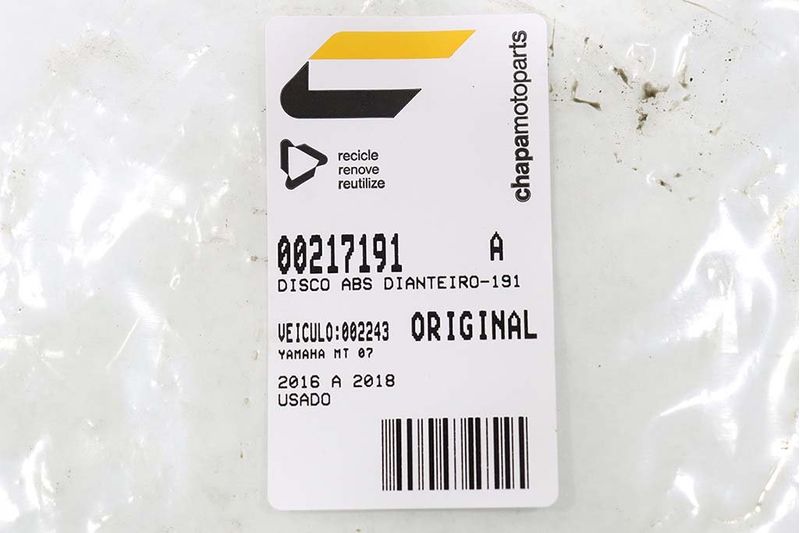 chapamotoparts
recicle
renove
reutilize
00217191 A
DISCO ABS DIANTEIRO-191
VEICULO:002243 ORIGINAL
YAMAHA MT 07
2016 A 2018
USADO